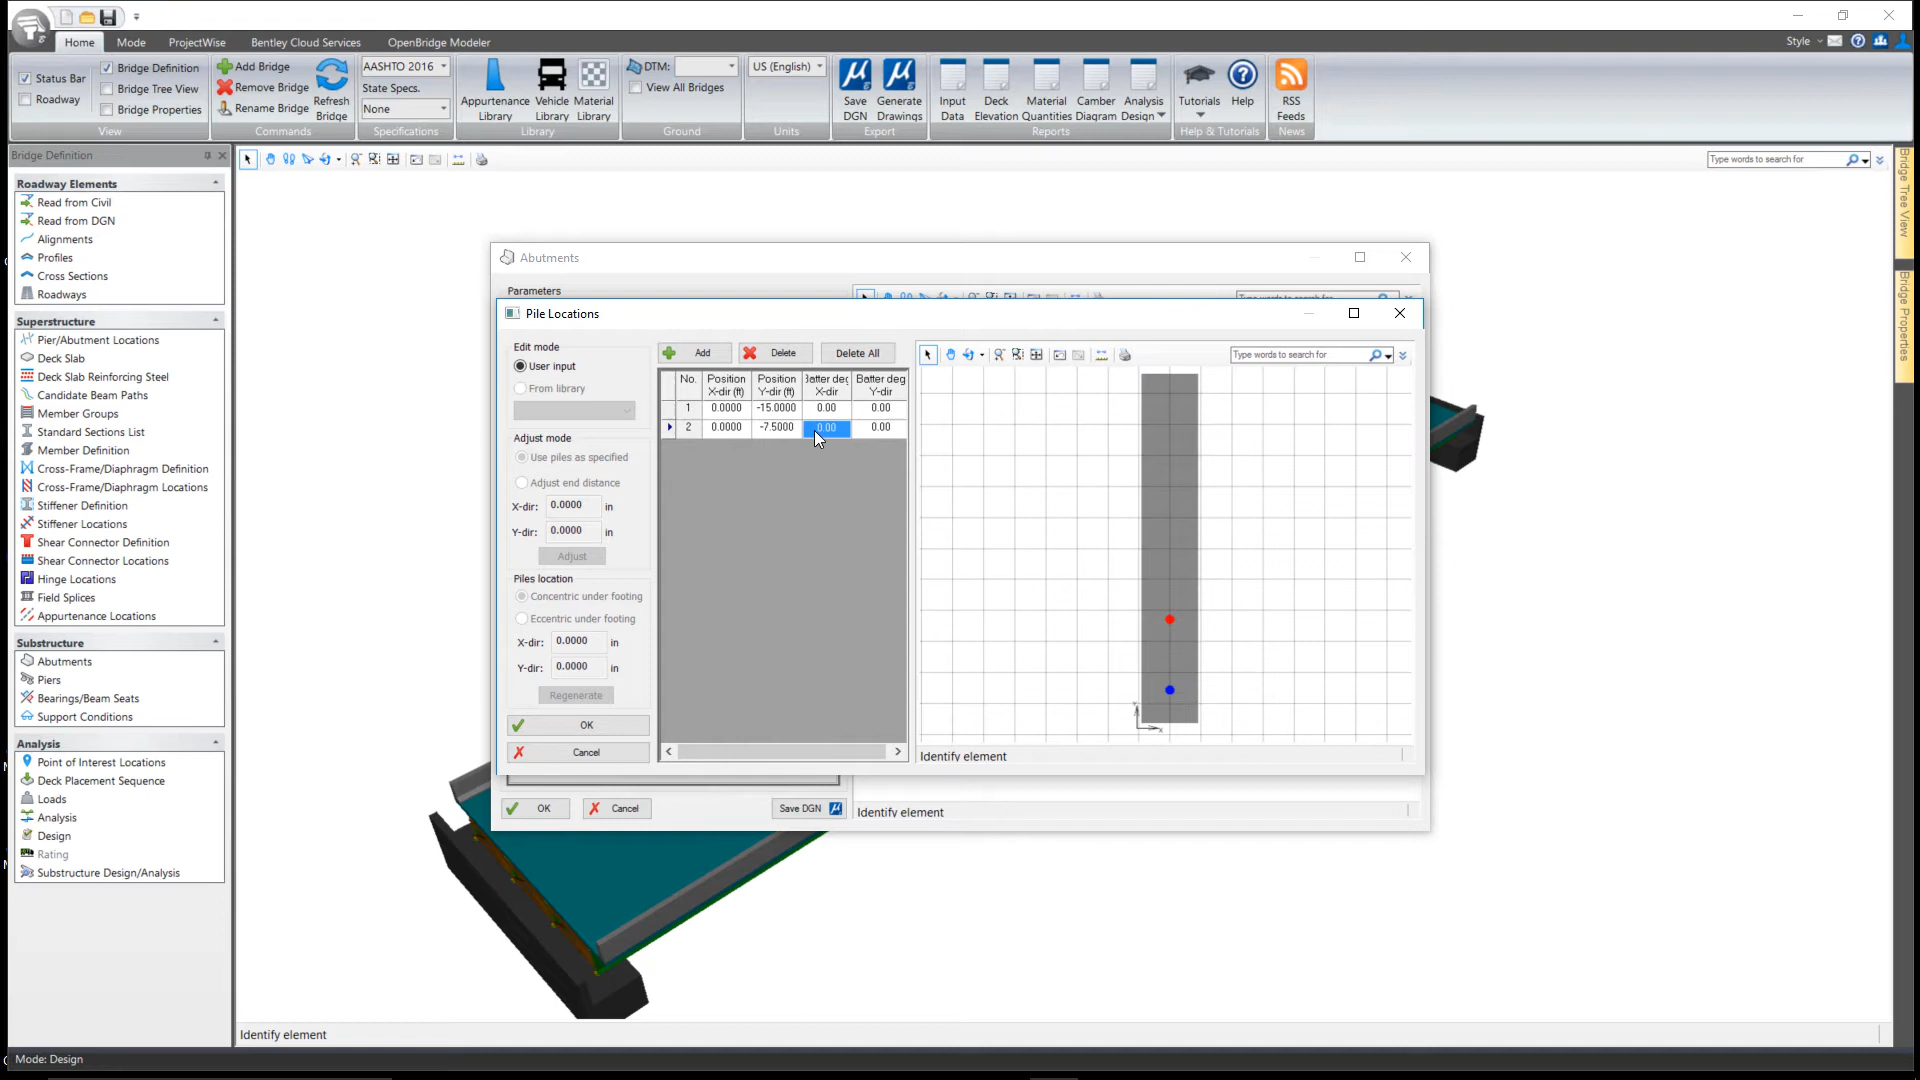 Home Mode ProjectWise Bentley Cloud Services OpenBridge Modeler
Style
Status Bar
Roadway
Bridge Definition
Bridge Tree View
Bridge Properties
View
Add Bridge
Remove Bridge
Rename Bridge
Refresh Bridge
Commands
AASHTO 2016
State Specs.
None
Specifications
Appurtenance Library
Vehicle Library
Material Library
Library
DTM:
View All Bridges
Ground
US (English)
Units
Save DGN
Generate Drawings
Export
Input Data
Deck Elevation
Material Quantities
Camber Diagram
Analysis Design
Reports
Tutorials
Help
Help & Tutorials
RSS Feeds
News
Bridge Definition
Type words to search for
Roadway Elements
Read from Civil
Read from DGN
Alignments
Profiles
Cross Sections
Roadways
Superstructure
Pier/Abutment Locations
Deck Slab
Deck Slab Reinforcing Steel
Candidate Beam Paths
Member Groups
Standard Sections List
Member Definition
Cross-Frame/Diaphragm Definition
Cross-Frame/Diaphragm Locations
Stiffener Definition
Stiffener Locations
Shear Connector Definition
Shear Connector Locations
Hinge Locations
Field Splices
Appurtenance Locations
Substructure
Abutments
Piers
Bearings/Beam Seats
Support Conditions
Analysis
Point of Interest Locations
Deck Placement Sequence
Loads
Analysis
Design
Rating
Substructure Design/Analysis
Abutments
Parameters
Pile Locations
Edit mode
User input
From library
Adjust mode
Use piles as specified
Adjust end distance
X-dir: 0.0000 in
Y-dir: 0.0000 in
Adjust
Piles location
Concentric under footing
Eccentric under footing
X-dir: 0.0000 in
Y-dir: 0.0000 in
Regenerate
OK
Cancel
Add Delete Delete All
No. Position X-dir (ft) Position Y-dir (ft) Batter deg X-dir Batter deg Y-dir
1 0.0000 -15.0000 0.00 0.00
2 0.0000 -7.5000 0.00 0.00
Type words to search for
Identify element
OK Cancel Save DGN
Identify element
Bridge Tree View
Bridge Properties
Identify element
Mode: Design